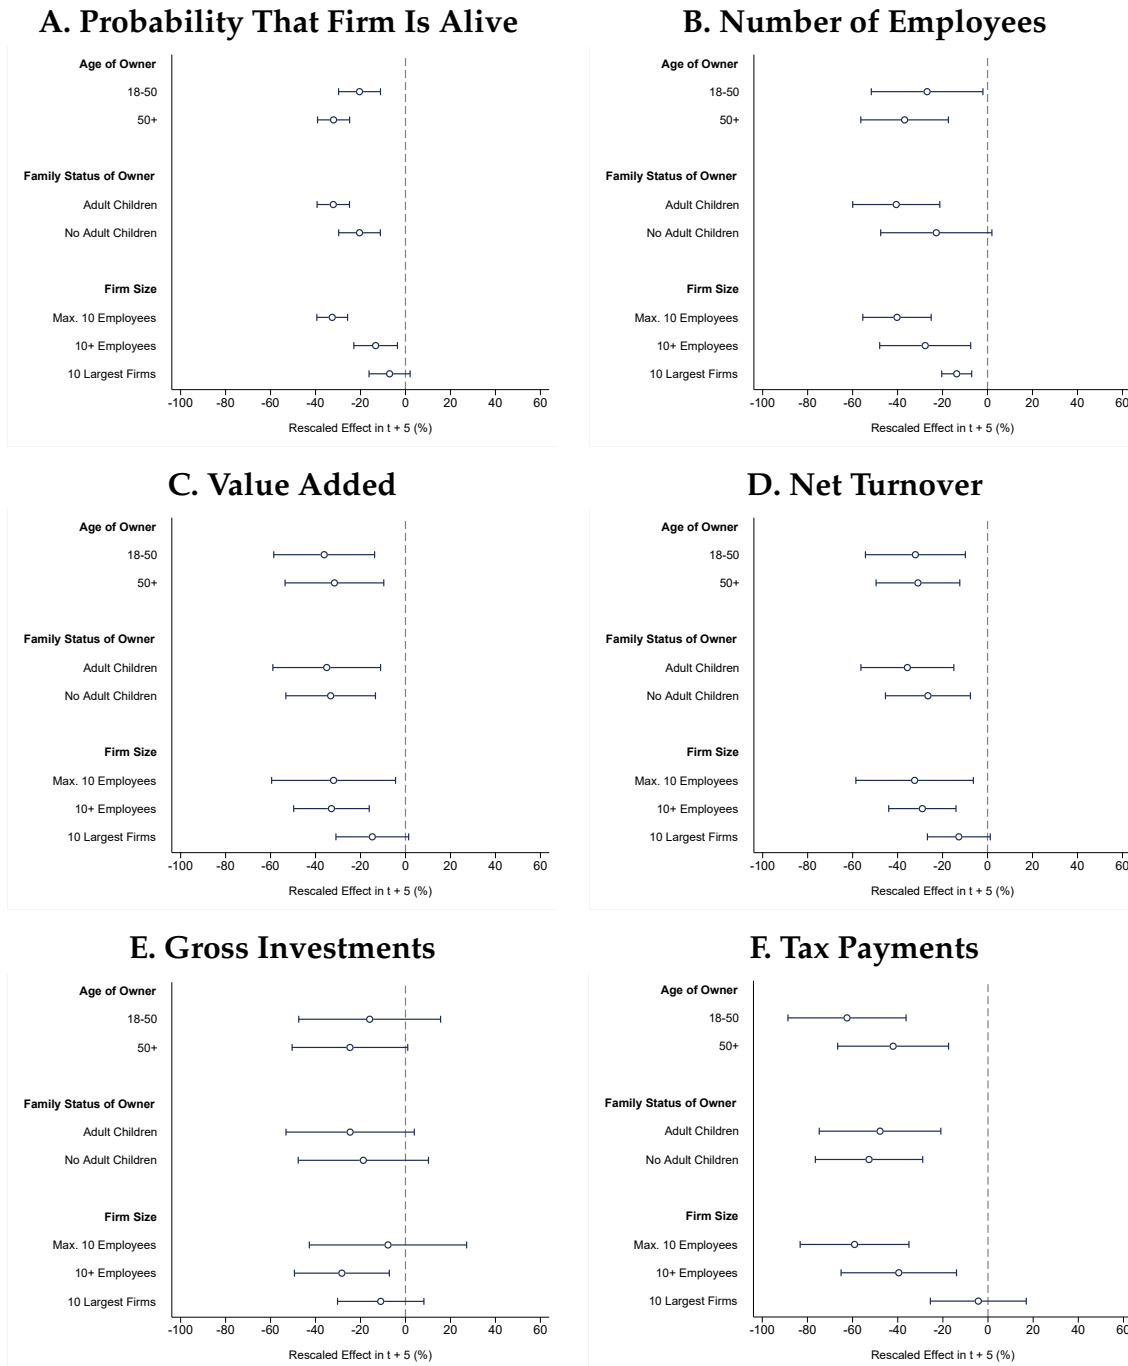 A. Probability That Firm Is Alive
Age of Owner
18-50
50+
Family Status of Owner
Adult Children
No Adult Children
Firm Size
Max. 10 Employees
10+ Employees
10 Largest Firms
-100 -80 -60 -40 -20 0 20 40 60
Rescaled Effect in t + 5 (%)
B. Number of Employees
Age of Owner
18-50
50+
Family Status of Owner
Adult Children
No Adult Children
Firm Size
Max. 10 Employees
10+ Employees
10 Largest Firms
-100 -80 -60 -40 -20 0 20 40 60
Rescaled Effect in t + 5 (%)
C. Value Added
Age of Owner
18-50
50+
Family Status of Owner
Adult Children
No Adult Children
Firm Size
Max. 10 Employees
10+ Employees
10 Largest Firms
-100 -80 -60 -40 -20 0 20 40 60
Rescaled Effect in t + 5 (%)
D. Net Turnover
Age of Owner
18-50
50+
Family Status of Owner
Adult Children
No Adult Children
Firm Size
Max. 10 Employees
10+ Employees
10 Largest Firms
-100 -80 -60 -40 -20 0 20 40 60
Rescaled Effect in t + 5 (%)
E. Gross Investments
Age of Owner
18-50
50+
Family Status of Owner
Adult Children
No Adult Children
Firm Size
Max. 10 Employees
10+ Employees
10 Largest Firms
-100 -80 -60 -40 -20 0 20 40 60
Rescaled Effect in t + 5 (%)
F. Tax Payments
Age of Owner
18-50
50+
Family Status of Owner
Adult Children
No Adult Children
Firm Size
Max. 10 Employees
10+ Employees
10 Largest Firms
-100 -80 -60 -40 -20 0 20 40 60
Rescaled Effect in t + 5 (%)